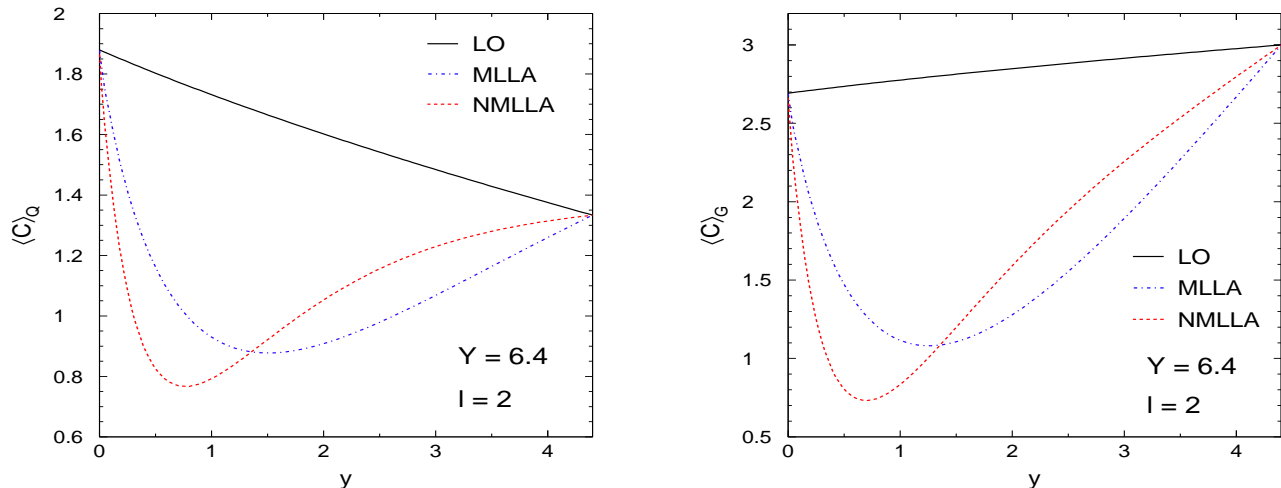 2
1.8
1.6
1.4
1.2
1
0.8
0.6
⟨C⟩Q
LO
MLLA
NMLLA
Y = 6.4
l = 2
0 1 2 3 4
y
3
2.5
2
1.5
1
0.5
⟨C⟩G
LO
MLLA
NMLLA
Y = 6.4
l = 2
0 1 2 3 4
y